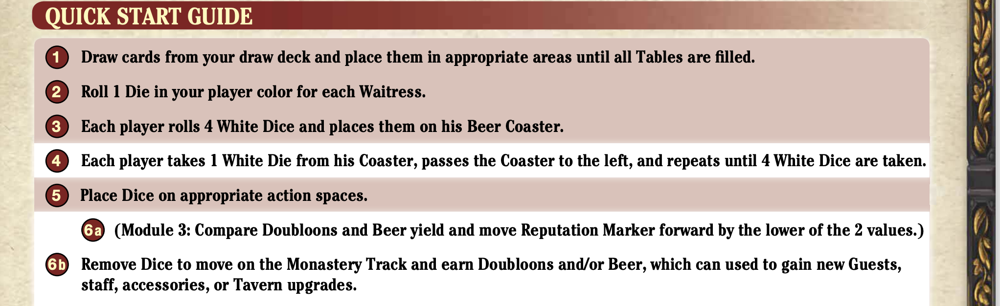 QUICK START GUIDE
1 Draw cards from your draw deck and place them in appropriate areas until all Tables are filled.
2 Roll 1 Die in your player color for each Waitress.
3 Each player rolls 4 White Dice and places them on his Beer Coaster.
4 Each player takes 1 White Die from his Coaster, passes the Coaster to the left, and repeats until 4 White Dice are taken.
5 Place Dice on appropriate action spaces.
6a (Module 3: Compare Doubloons and Beer yield and move Reputation Marker forward by the lower of the 2 values.)
6b Remove Dice to move on the Monastery Track and earn Doubloons and/or Beer, which can used to gain new Guests,
staff, accessories, or Tavern upgrades.